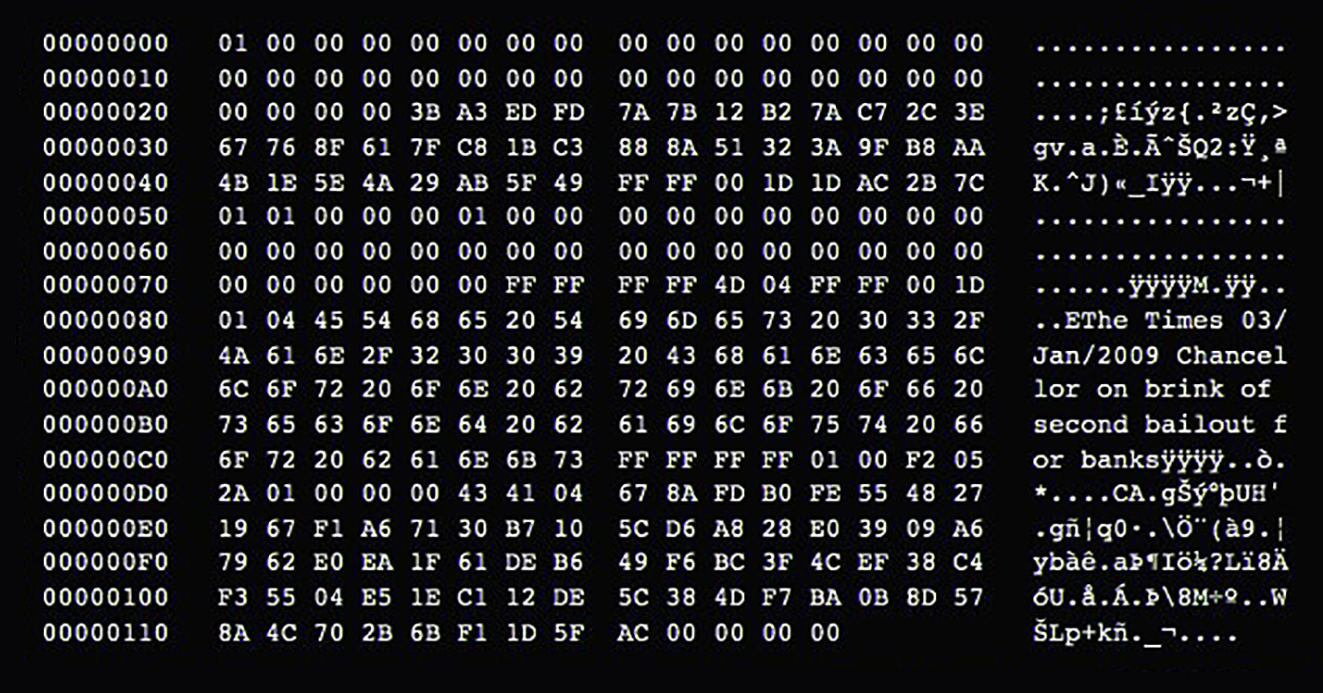 00000000 01 00 00 00 00 00 00 00 00 00 00 00 00 00 00 00 ................
00000010 00 00 00 00 00 00 00 00 00 00 00 00 00 00 00 00 ................
00000020 00 00 00 00 3B A3 ED FD 7A 7B 12 B2 7A C7 2C 3E ....;£íýz{.²zÇ,>
00000030 67 76 8F 61 7F C8 1B C3 88 8A 51 32 3A 9F B8 AA gv.a.È.ÃˆŠQ2:Ÿ¸ª
00000040 4B 1E 5E 4A 29 AB 5F 49 FF FF 00 1D 1D AC 2B 7C K.^J)«_Iÿÿ...¬+|
00000050 01 01 00 00 00 01 00 00 00 00 00 00 00 00 00 00 ................
00000060 00 00 00 00 00 00 00 00 00 00 00 00 00 00 00 00 ................
00000070 00 00 00 00 00 00 FF FF FF FF 4D 04 FF FF 00 1D ......ÿÿÿÿM.ÿÿ..
00000080 01 04 45 54 68 65 20 54 69 6D 65 73 20 30 33 2F ..EThe Times 03/
00000090 4A 61 6E 2F 32 30 30 39 20 43 68 61 6E 63 65 6C Jan/2009 Chancel
000000A0 6C 6F 72 20 6F 6E 20 62 72 69 6E 6B 20 6F 66 20 lor on brink of
000000B0 73 65 63 6F 6E 64 20 62 61 69 6C 6F 75 74 20 66 second bailout f
000000C0 6F 72 20 62 61 6E 6B 73 FF FF FF FF 01 00 F2 05 or banksÿÿÿÿ..ò.
000000D0 2A 01 00 00 00 43 41 04 67 8A FD B0 FE 55 48 27 *....CA.gŠý°þUH'
000000E0 19 67 F1 A6 71 30 B7 10 5C D6 A8 28 E0 39 09 A6 .gñ¦q0·.\Ö¨(à9.¦
000000F0 79 62 E0 EA 1F 61 DE B6 49 F6 BC 3F 4C EF 38 C4 ybàê.aÞ¶Iö¼?Lï8Ä
00000100 F3 55 04 E5 1E C1 12 DE 5C 38 4D F7 BA 0B 8D 57 óU.å.Á.Þ\8M÷º..W
00000110 8A 4C 70 2B 6B F1 1D 5F AC 00 00 00 00 ŠLp+kñ._¬....